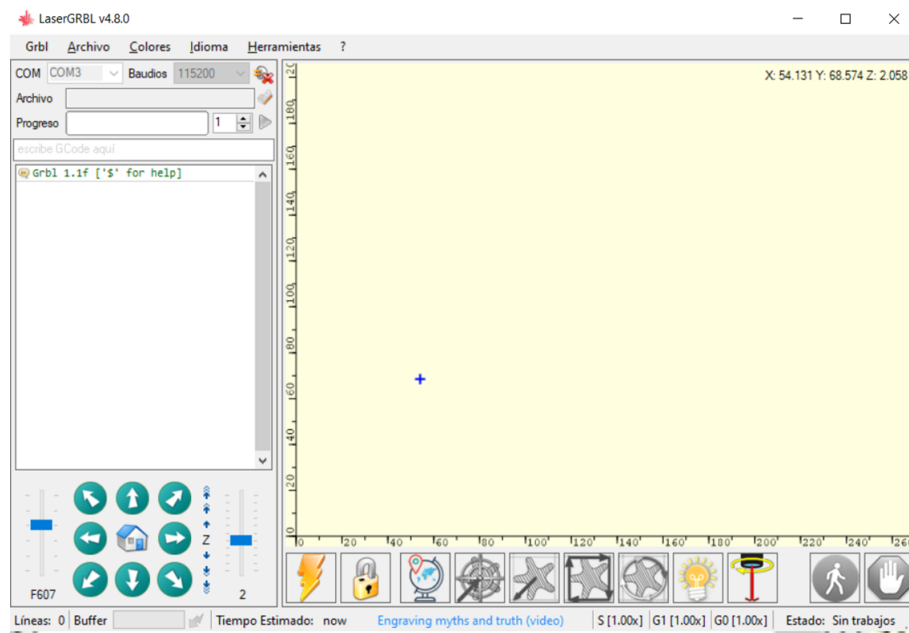 LaserGRBL v4.8.0
Grbl Archivo Colores Idioma Herramientas ?
COM COM3 Baudios 115200
Archivo
Progreso 1
escribe GCode aquí
Grbl 1.1f ['$' for help]
X: 54.131 Y: 68.574 Z: 2.058
180
160
140
120
100
80
60
40
20
0
0 20 40 60 80 100 120 140 160 180 200 220 240
Z
F607 2
Líneas: 0 Buffer Tiempo Estimado: now Engraving myths and truth (video) S [1.00x] G1 [1.00x] G0 [1.00x] Estado: Sin trabajos